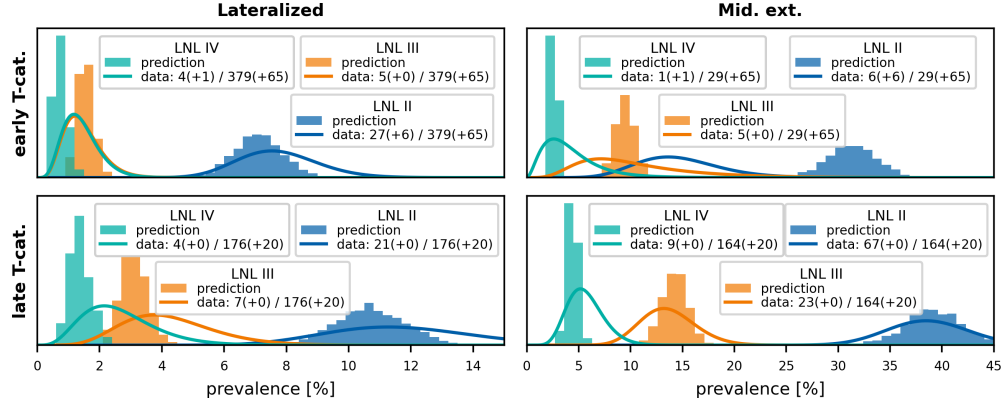 Lateralized
Mid. ext.
early T-cat.
LNL IV
prediction
data: 4(+1) / 379(+65)
LNL III
prediction
data: 5(+0) / 379(+65)
LNL II
prediction
data: 27(+6) / 379(+65)
LNL IV
prediction
data: 1(+1) / 29(+65)
LNL II
prediction
data: 6(+6) / 29(+65)
LNL III
prediction
data: 5(+0) / 29(+65)
late T-cat.
LNL IV
prediction
data: 4(+0) / 176(+20)
LNL II
prediction
data: 21(+0) / 176(+20)
LNL III
prediction
data: 7(+0) / 176(+20)
LNL IV
prediction
data: 9(+0) / 164(+20)
LNL II
prediction
data: 67(+0) / 164(+20)
LNL III
prediction
data: 23(+0) / 164(+20)
0 2 4 6 8 10 12 14
prevalence [%]
0 5 10 15 20 25 30 35 40 45
prevalence [%]